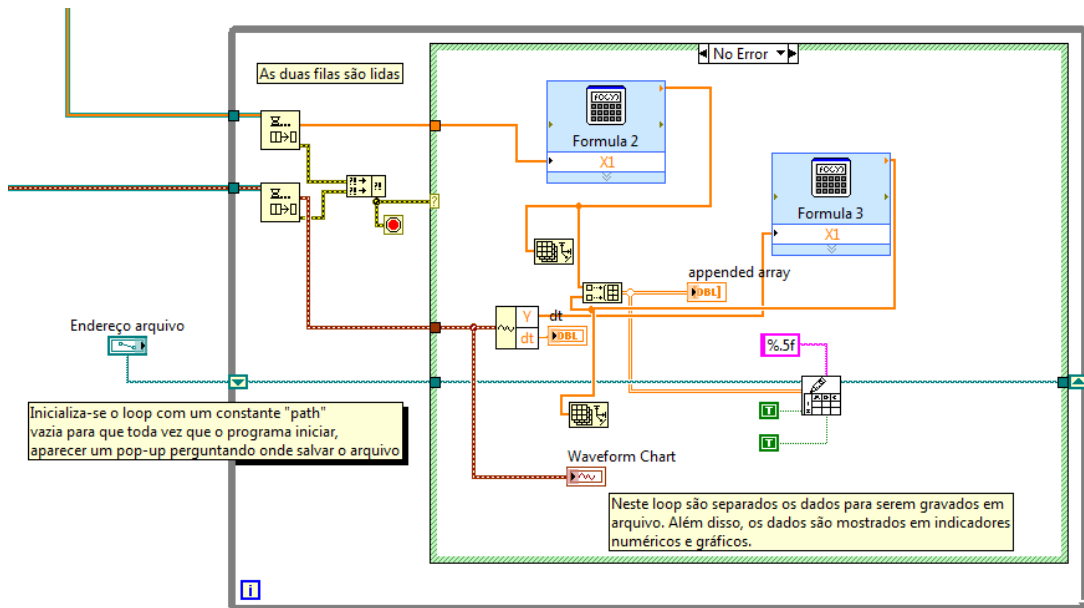 No Error
As duas filas são lidas
f(x,y)
Formula 2
X1
f(x,y)
Formula 3
X1
?!
?
appended array
DBL]
Y
dt
dt
DBL
Endereço arquivo
%.5f
T
T
Inicializa-se o loop com um constante "path"
vazia para que toda vez que o programa iniciar,
aparecer um pop-up perguntando onde salvar o arquivo
Waveform Chart
Neste loop são separados os dados para serem gravados em
arquivo. Além disso, os dados são mostrados em indicadores
numéricos e gráficos.
i